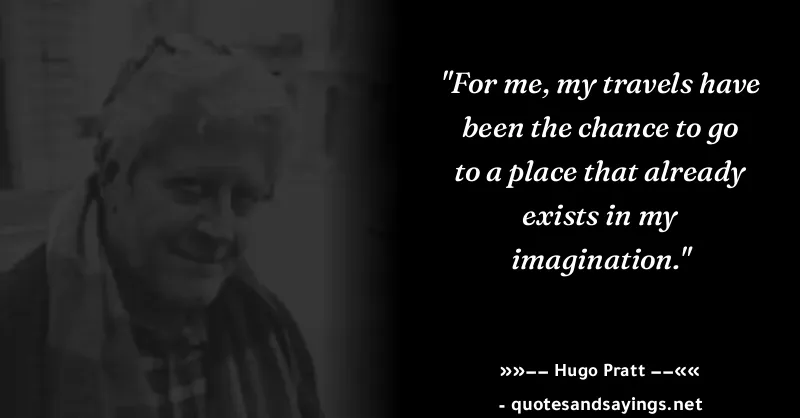 "For me, my travels have
been the chance to go
to a place that already
exists in my
imagination."
»»—— Hugo Pratt ——««
- quotesandsayings.net